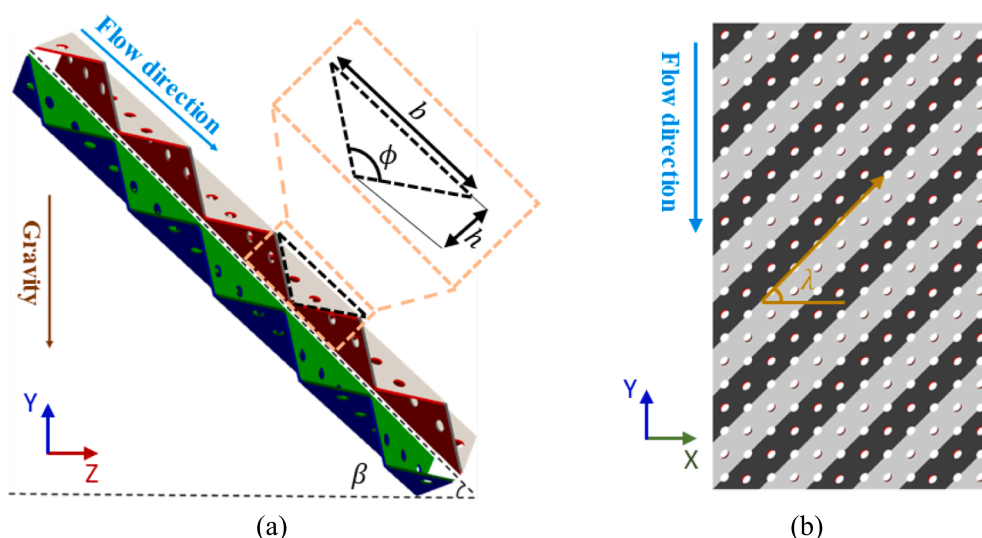 Flow direction
b
ϕ
h
Gravity
Y
Z
β
(a)
Flow direction
λ
Y
X
(b)